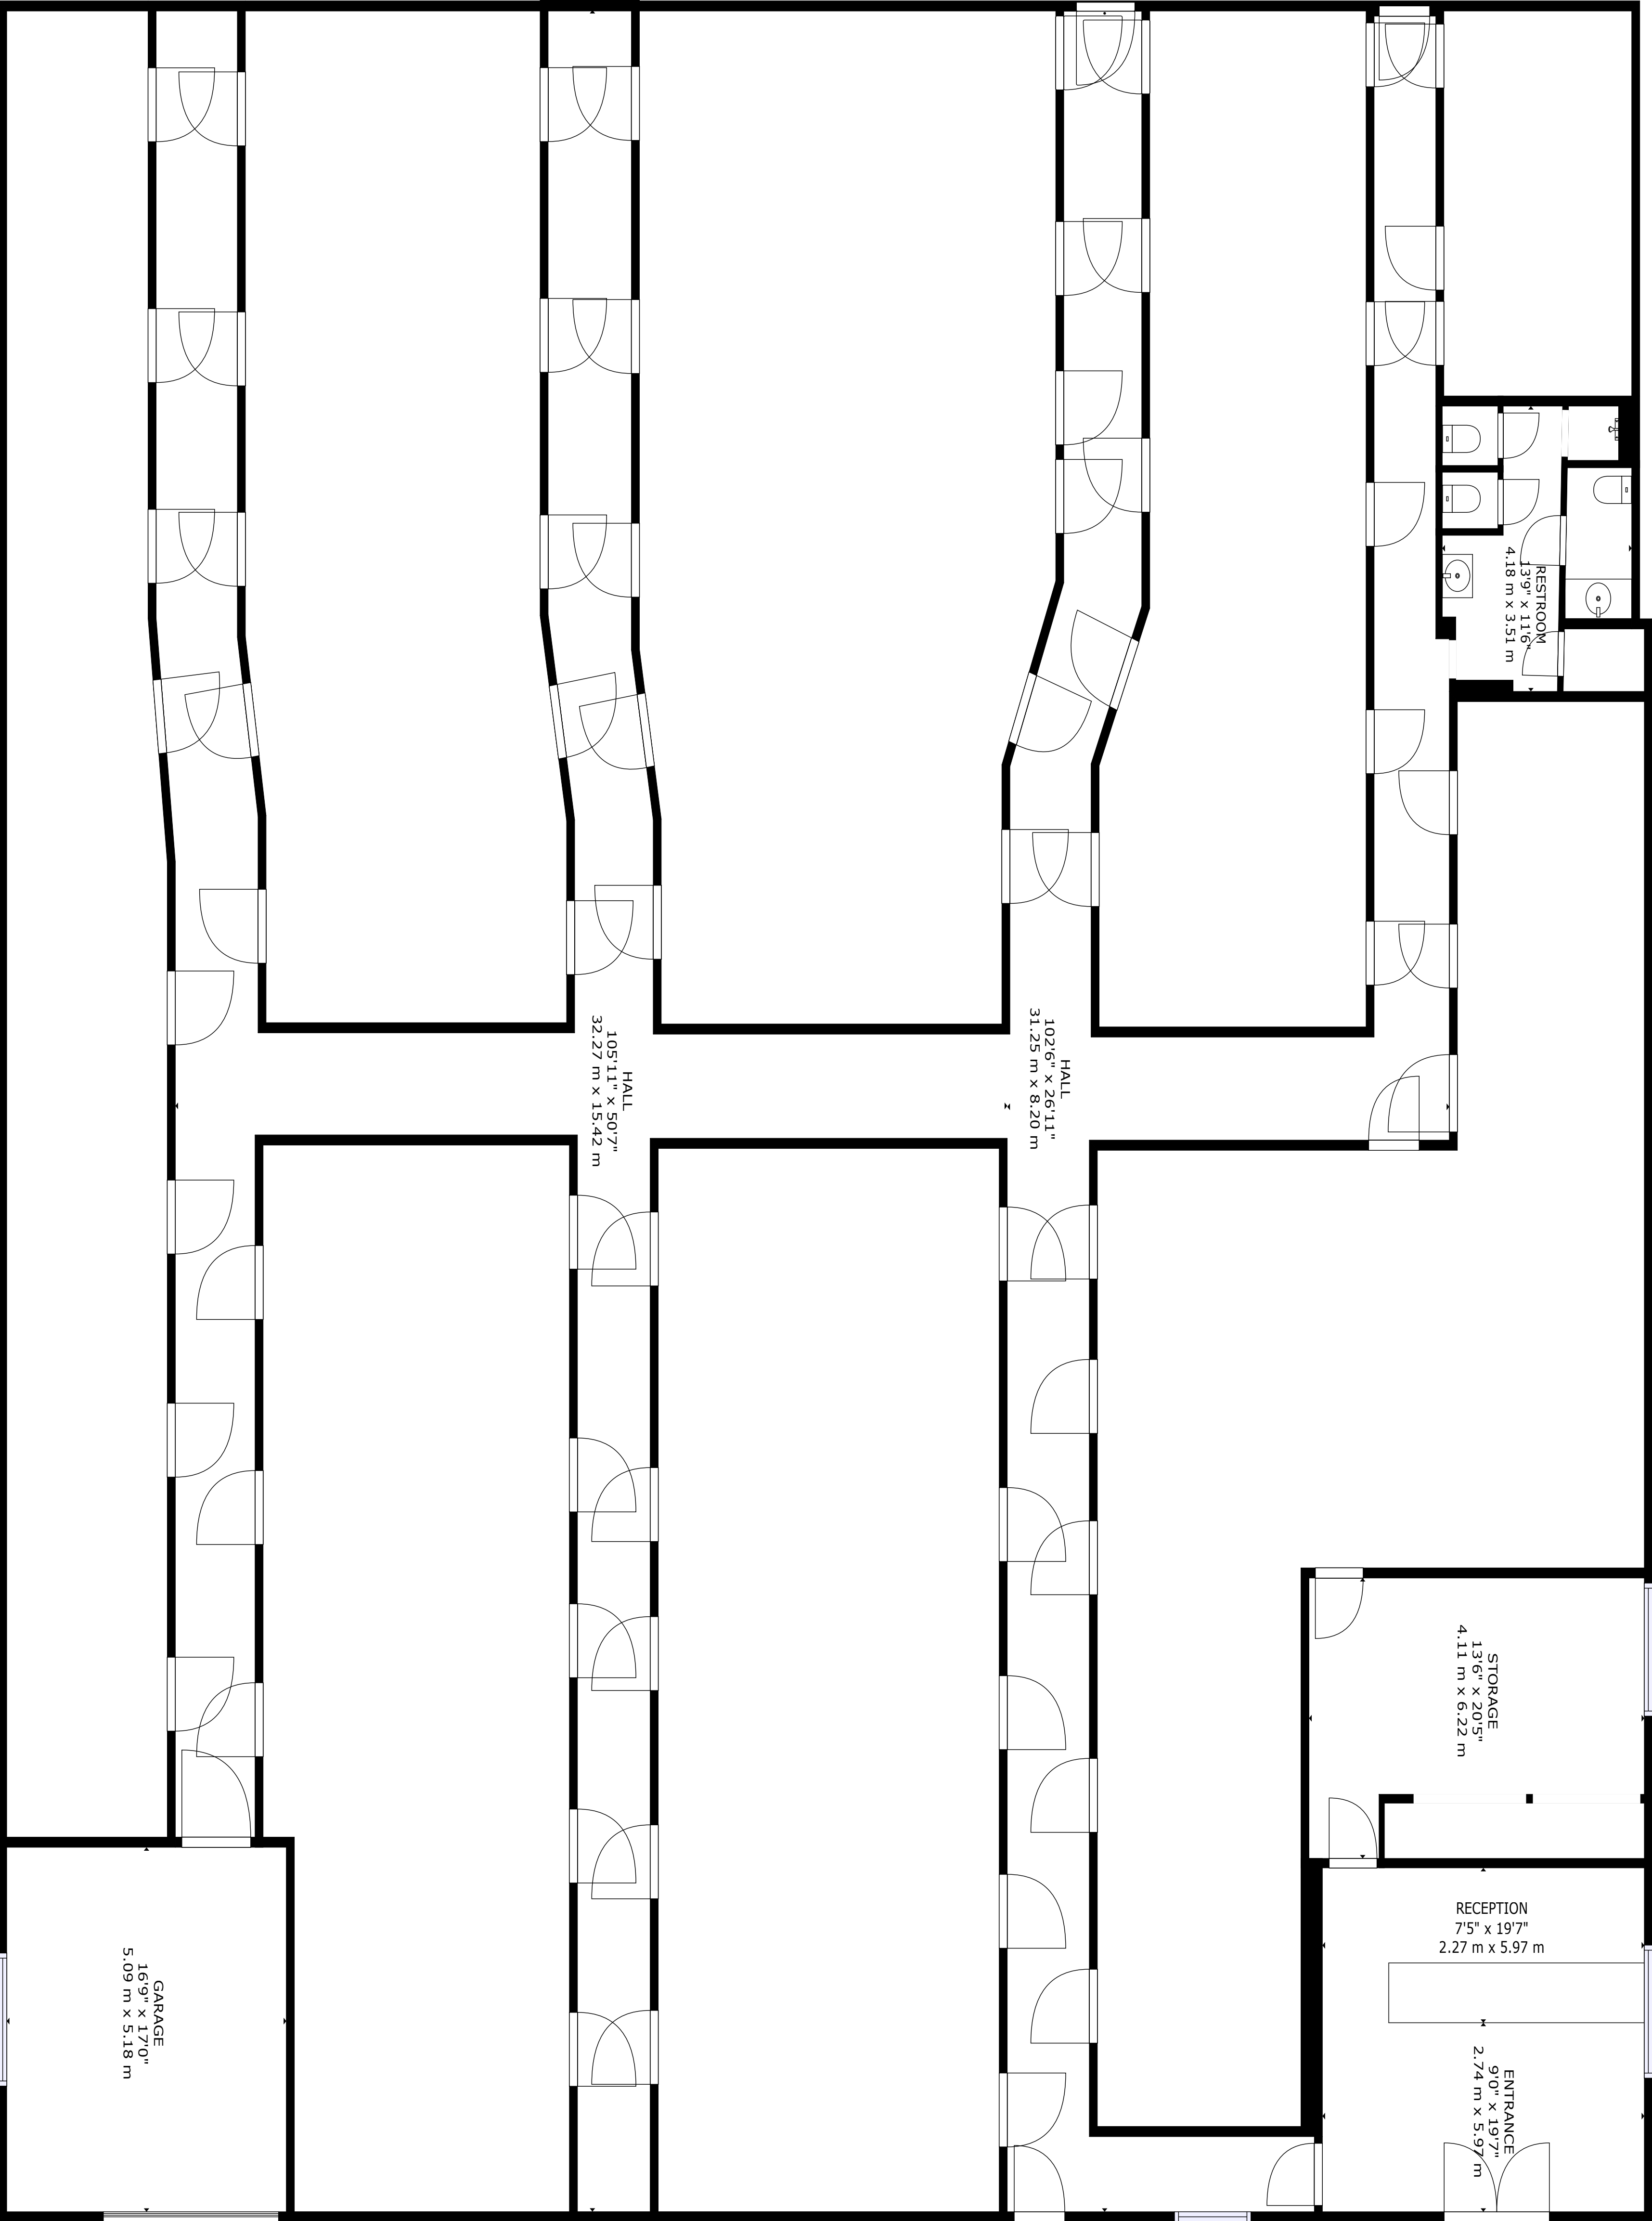 RESTROOM
13'9" x 11'6"
4.18 m x 3.51 m
HALL
105'11" x 50'7"
32.27 m x 15.42 m
HALL
102'6" x 26'11"
31.25 m x 8.20 m
STORAGE
13'6" x 20'5"
4.11 m x 6.22 m
RECEPTION
7'5" x 19'7"
2.27 m x 5.97 m
GARAGE
16'9" x 17'0"
5.09 m x 5.18 m
ENTRANCE
9'0" x 19'7"
2.74 m x 5.97 m